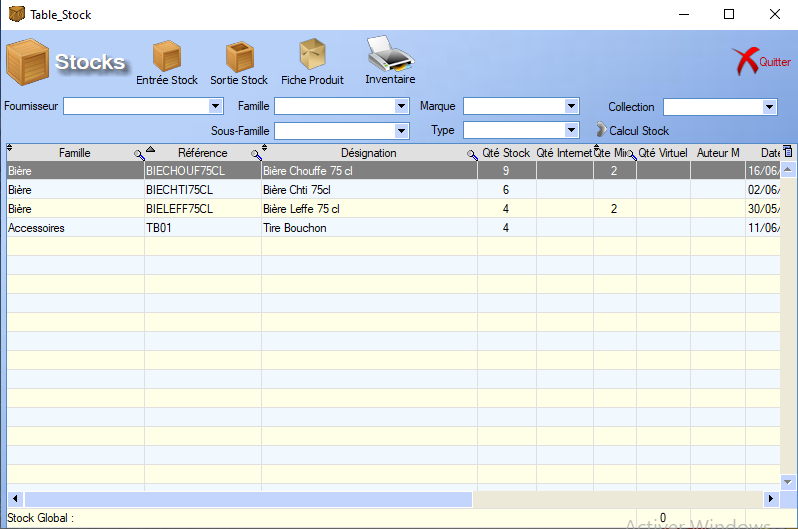 Table_Stock
Stocks
Entrée Stock
Sortie Stock
Fiche Produit
Inventaire
Quitter
Fournisseur
Famille
Marque
Collection
Sous-Famille
Type
Calcul Stock
Famille Référence Désignation Qté Stock Qté Internet Qte Min Qté Virtuel Auteur M Date
Bière BIECHOUF75CL Bière Chouffe 75 cl 9 2 16/06/
Bière BIECHTI75CL Bière Chti 75cl 6 02/06/
Bière BIELEFF75CL Bière Leffe 75 cl 4 2 30/05/
Accessoires TB01 Tire Bouchon 4 11/06/
Stock Global : 0
Activer Windows